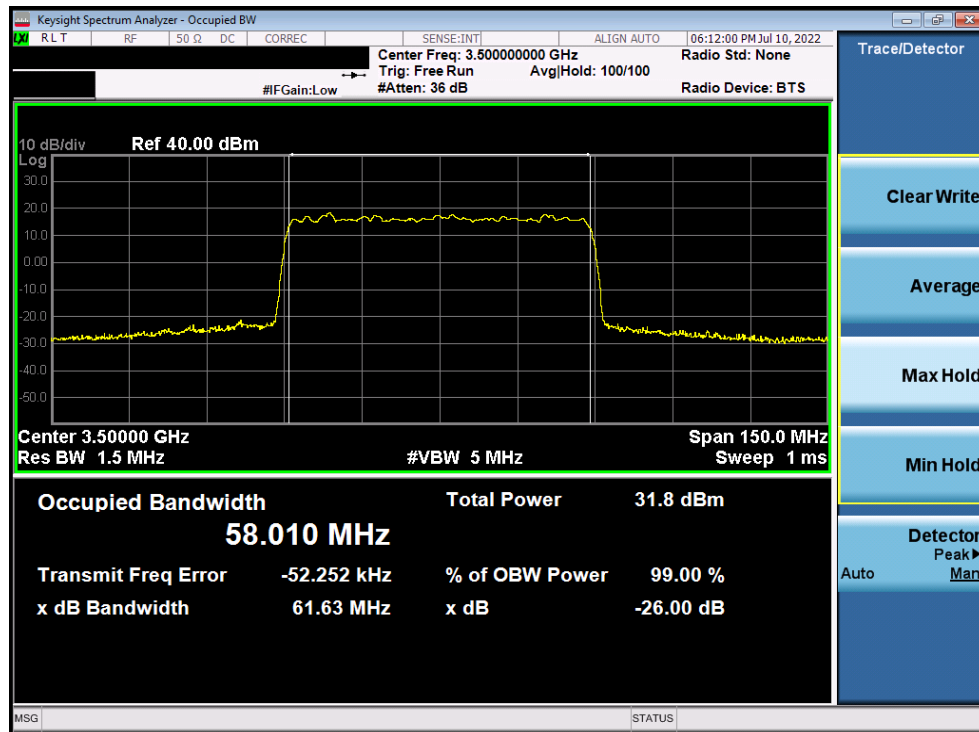 Keysight Spectrum Analyzer - Occupied BW
LXI RLT RF 50 Ω DC CORREC SENSE:INT ALIGN AUTO 06:12:00 PM Jul 10, 2022
Center Freq: 3.500000000 GHz Radio Std: None
Trig: Free Run Avg|Hold: 100/100
#IFGain:Low #Atten: 36 dB Radio Device: BTS
10 dB/div Ref 40.00 dBm
Log
30.0
20.0
10.0
0.00
-10.0
-20.0
-30.0
-40.0
-50.0
Center 3.50000 GHz Span 150.0 MHz
Res BW 1.5 MHz #VBW 5 MHz Sweep 1 ms
Occupied Bandwidth Total Power 31.8 dBm
58.010 MHz
Transmit Freq Error -52.252 kHz % of OBW Power 99.00 %
x dB Bandwidth 61.63 MHz x dB -26.00 dB
MSG STATUS
Trace/Detector
Clear Write
Average
Max Hold
Min Hold
Detector
Peak▶
Auto Man